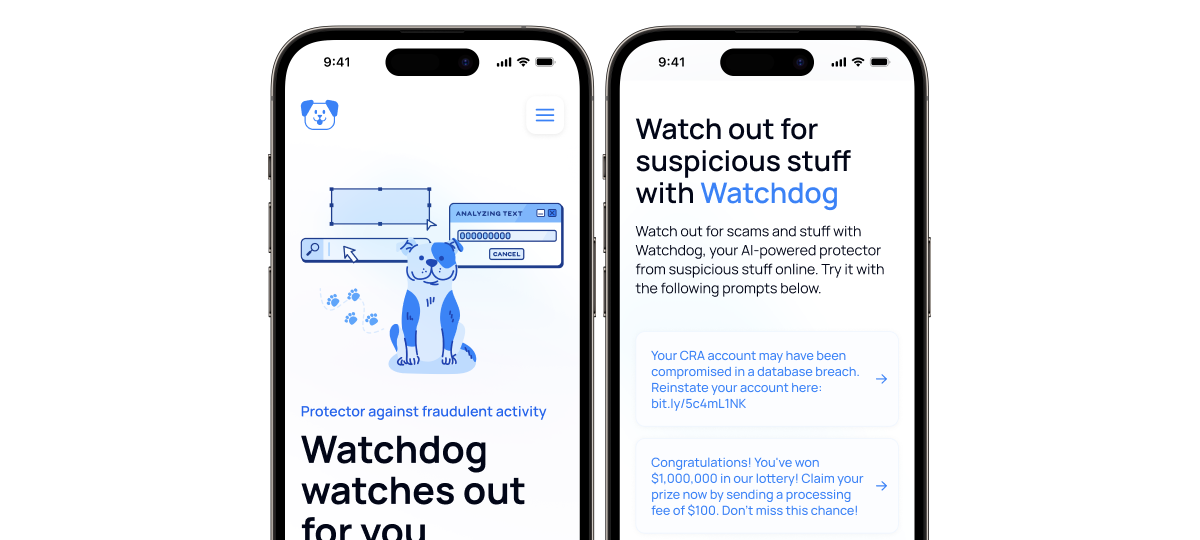 9:41
ANALYZING TEXT
000000000
CANCEL
Protector against fraudulent activity
Watchdog
watches out
for you
9:41
Watch out for
suspicious stuff
with Watchdog
Watch out for scams and stuff with
Watchdog, your AI-powered protector
from suspicious stuff online. Try it with
the following prompts below.
Your CRA account may have been
compromised in a database breach.
Reinstate your account here:
bit.ly/5c4mL1NK
Congratulations! You've won
$1,000,000 in our lottery! Claim your
prize now by sending a processing
fee of $100. Don't miss this chance!